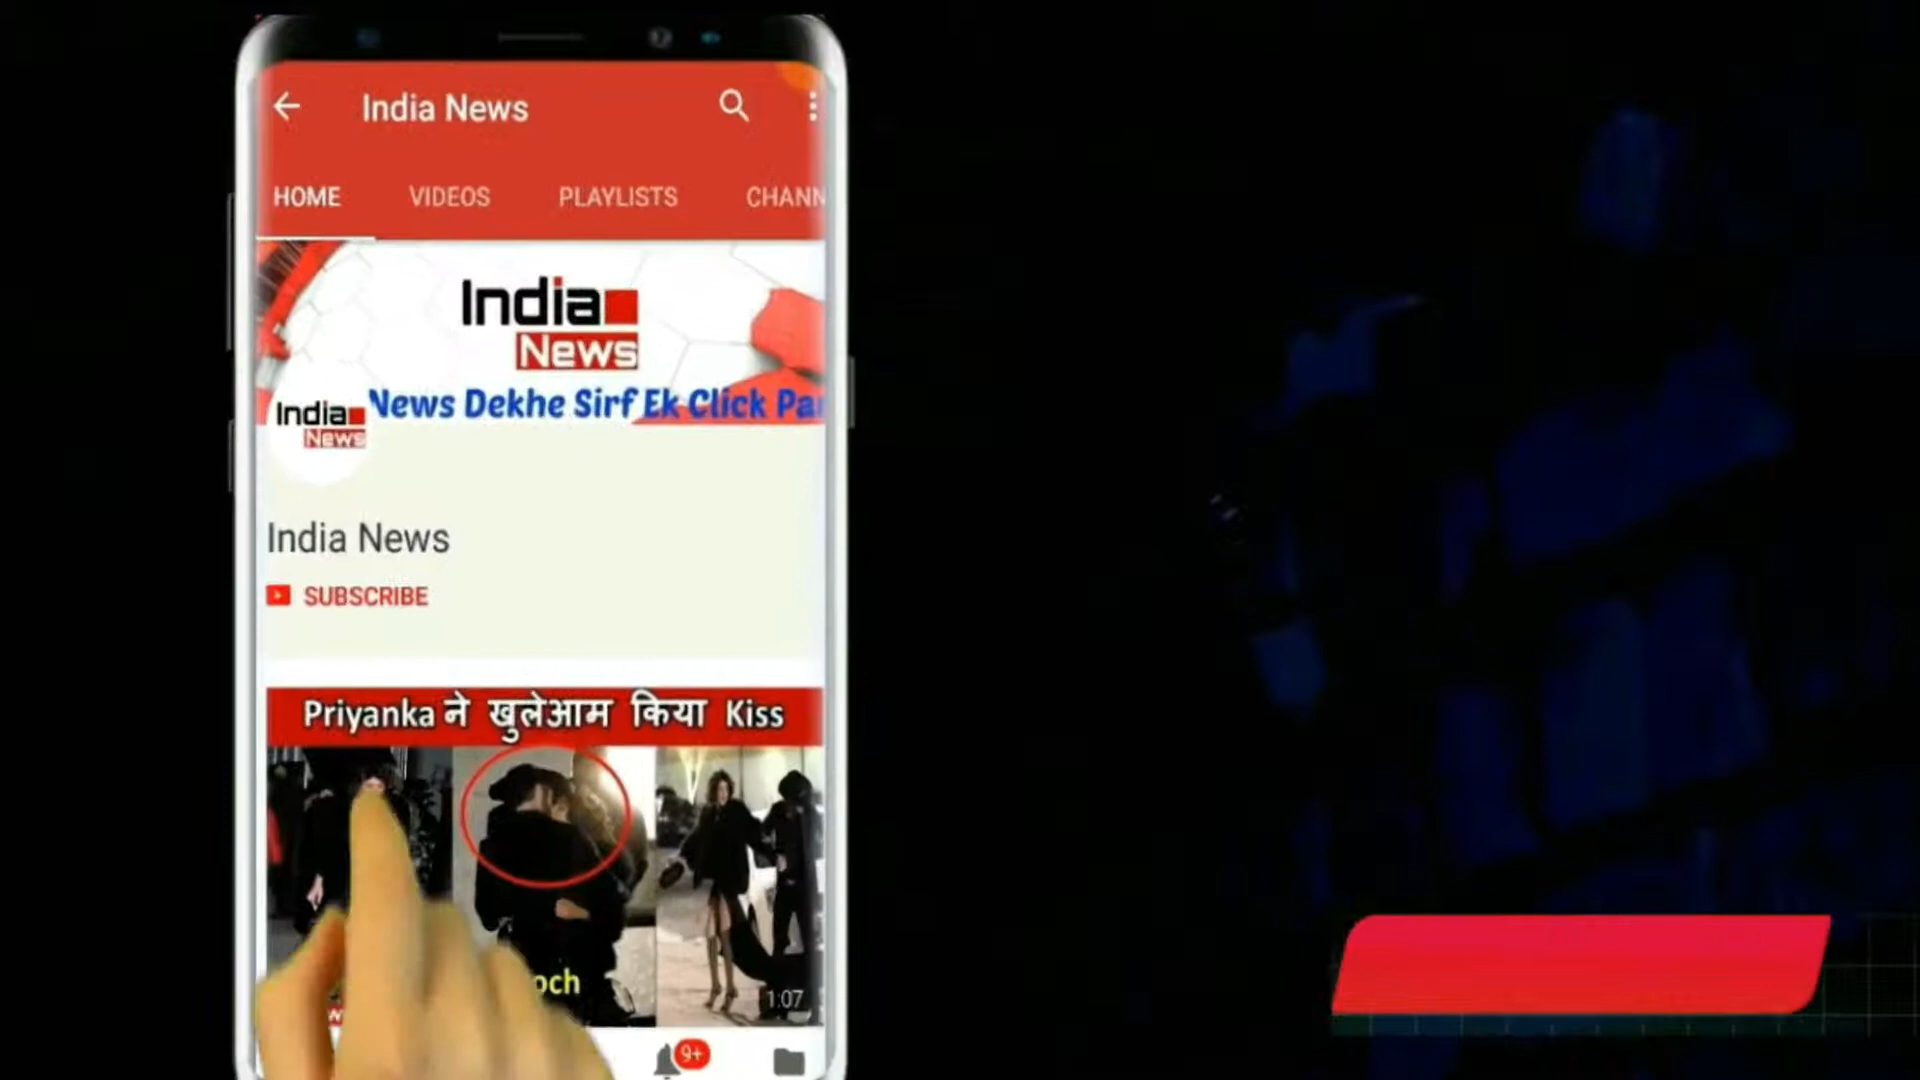 India News
HOME VIDEOS PLAYLISTS CHANN
India
News
News Dekhe Sirf Ek Click Par
India
News
India News
SUBSCRIBE
Priyanka ने खुलेआम किया Kiss
och
1:07
9+